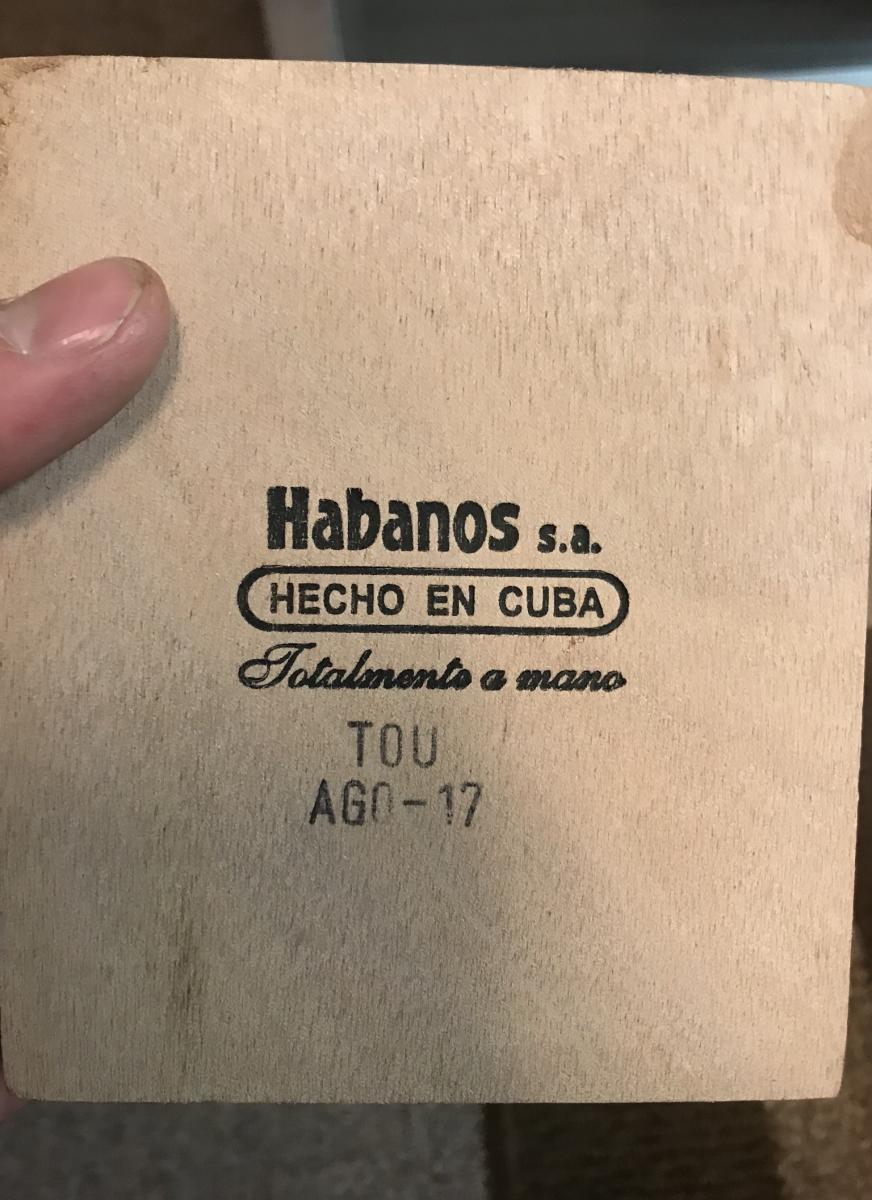 Habanos s.a.
HECHO EN CUBA
Totalmente a mano
TOU
AGO-17